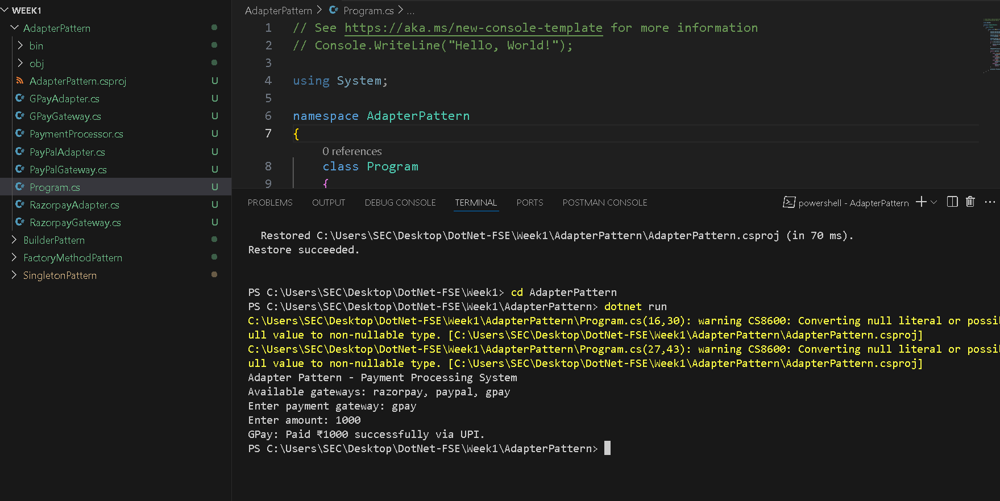 WEEK1
AdapterPattern
bin
obj
AdapterPattern.csproj U
GPayAdapter.cs U
GPayGateway.cs U
PaymentProcessor.cs U
PayPalAdapter.cs U
PayPalGateway.cs U
Program.cs U
RazorpayAdapter.cs U
RazorpayGateway.cs U
BuilderPattern
FactoryMethodPattern
SingletonPattern
AdapterPattern > C# Program.cs > ...
1 // See https://aka.ms/new-console-template for more information
2 // Console.WriteLine("Hello, World!");
3
4 using System;
5
6 namespace AdapterPattern
7 {
0 references
8 class Program
9 {
PROBLEMS OUTPUT DEBUG CONSOLE TERMINAL PORTS POSTMAN CONSOLE
powershell - AdapterPattern
Restored C:\Users\SEC\Desktop\DotNet-FSE\Week1\AdapterPattern\AdapterPattern.csproj (in 70 ms).
Restore succeeded.
PS C:\Users\SEC\Desktop\DotNet-FSE\Week1> cd AdapterPattern
PS C:\Users\SEC\Desktop\DotNet-FSE\Week1\AdapterPattern> dotnet run
C:\Users\SEC\Desktop\DotNet-FSE\Week1\AdapterPattern\Program.cs(16,30): warning CS8600: Converting null literal or possi
ull value to non-nullable type. [C:\Users\SEC\Desktop\DotNet-FSE\Week1\AdapterPattern\AdapterPattern.csproj]
C:\Users\SEC\Desktop\DotNet-FSE\Week1\AdapterPattern\Program.cs(27,43): warning CS8600: Converting null literal or possi
ull value to non-nullable type. [C:\Users\SEC\Desktop\DotNet-FSE\Week1\AdapterPattern\AdapterPattern.csproj]
Adapter Pattern - Payment Processing System
Available gateways: razorpay, paypal, gpay
Enter payment gateway: gpay
Enter amount: 1000
GPay: Paid ₹1000 successfully via UPI.
PS C:\Users\SEC\Desktop\DotNet-FSE\Week1\AdapterPattern>